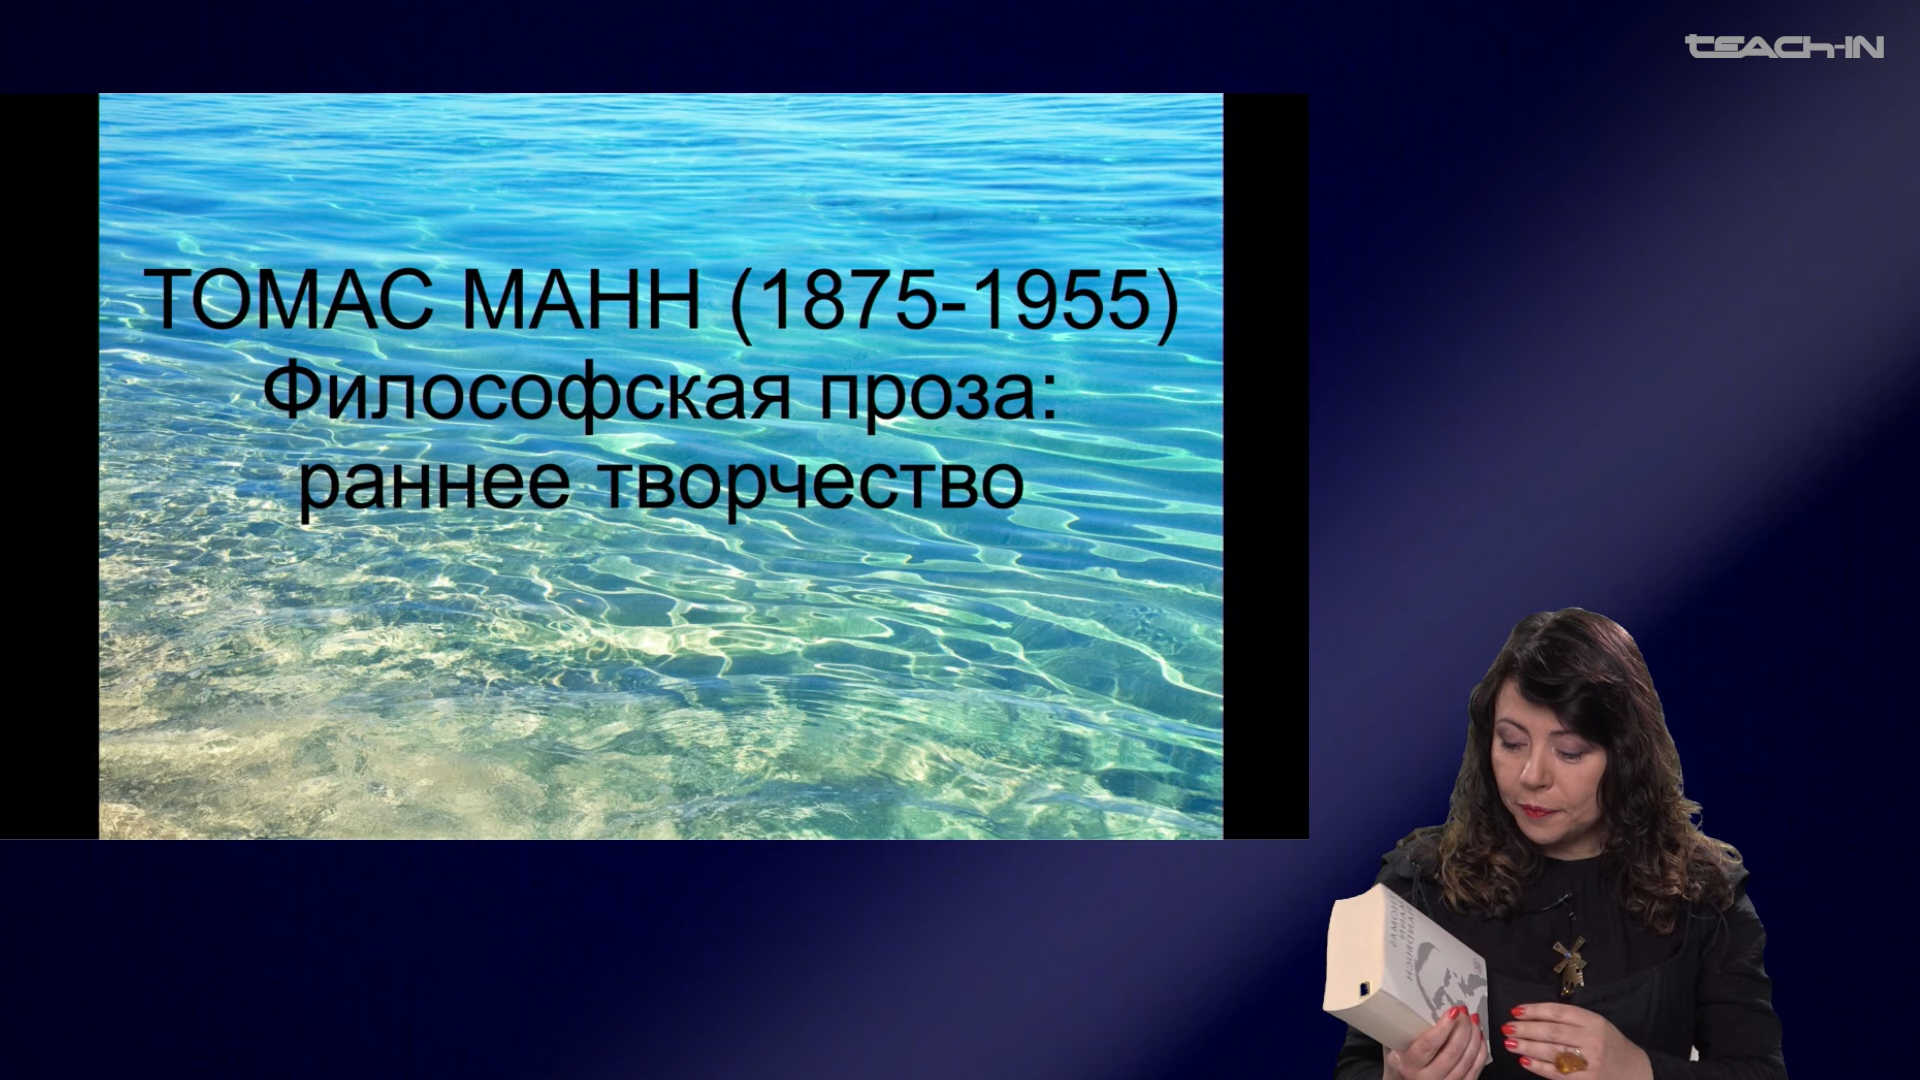 teach-in
ТОМАС МАНН (1875-1955)
Философская проза:
раннее творчество